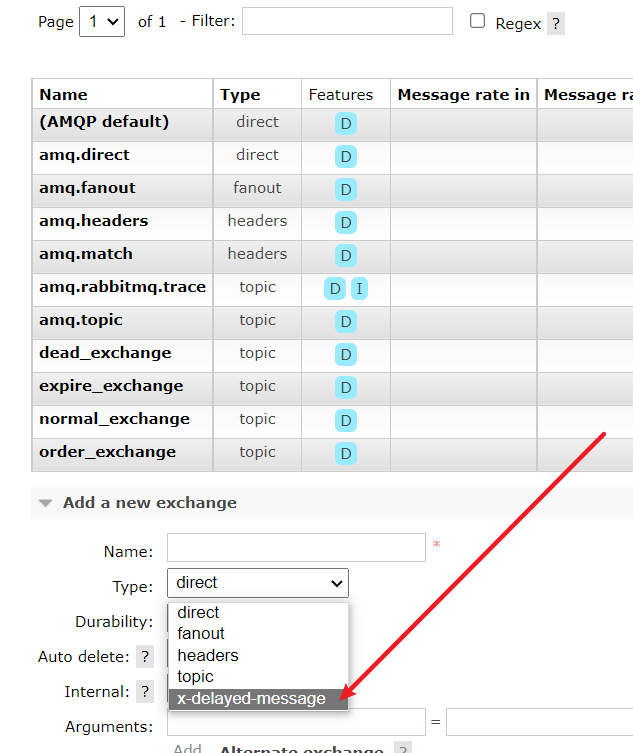 Page 1 of 1 - Filter: Regex ?
Name Type Features Message rate in Message ra
(AMQP default) direct D
amq.direct direct D
amq.fanout fanout D
amq.headers headers D
amq.match headers D
amq.rabbitmq.trace topic D I
amq.topic topic D
dead_exchange topic D
expire_exchange topic D
normal_exchange topic D
order_exchange topic D
Add a new exchange
Name: *
Type: direct
Durability: direct
fanout
Auto delete: ? headers
topic
Internal: ? x-delayed-message
Arguments: =
Add Alternate exchange ?